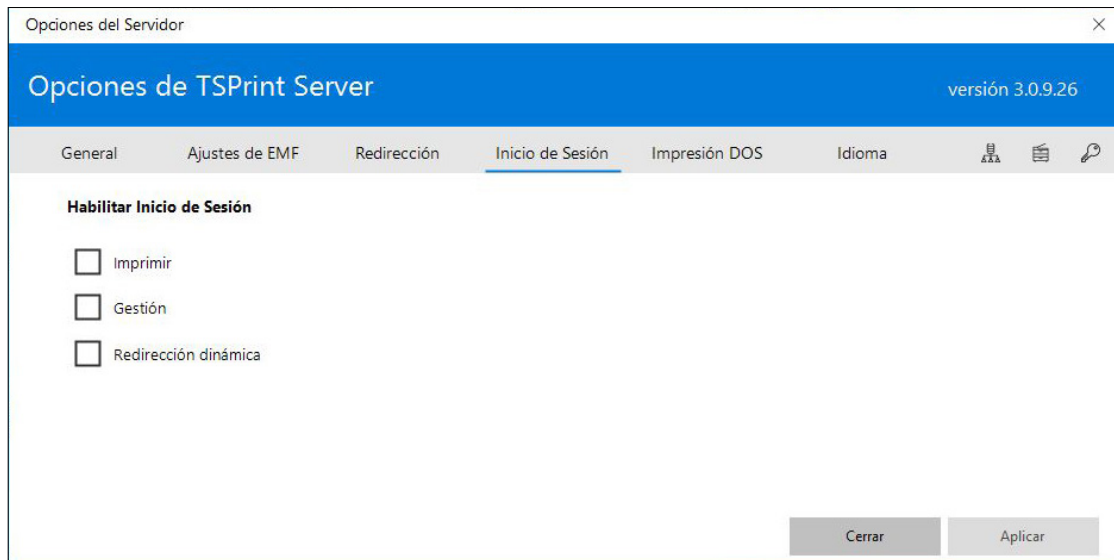 Opciones del Servidor
Opciones de TSPrint Server
versión 3.0.9.26
General Ajustes de EMF Redirección Inicio de Sesión Impresión DOS Idioma
Habilitar Inicio de Sesión
Imprimir
Gestión
Redirección dinámica
Cerrar Aplicar